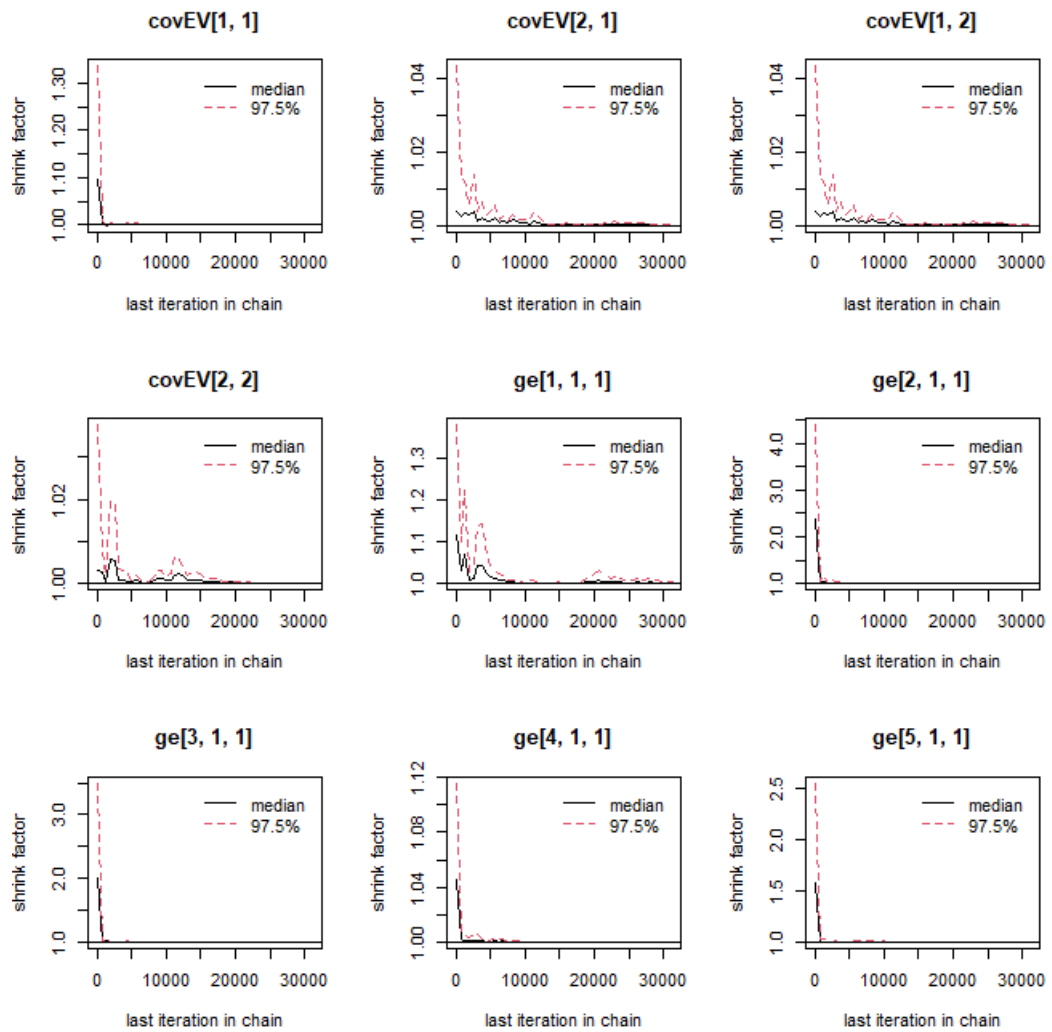 covEV[1, 1]
shrink factor
1.00 1.10 1.20 1.30
median
97.5%
0 10000 20000 30000
last iteration in chain
covEV[2, 1]
shrink factor
1.00 1.02 1.04
median
97.5%
0 10000 20000 30000
last iteration in chain
covEV[1, 2]
shrink factor
1.00 1.02 1.04
median
97.5%
0 10000 20000 30000
last iteration in chain
covEV[2, 2]
shrink factor
1.00 1.02
median
97.5%
0 10000 20000 30000
last iteration in chain
ge[1, 1, 1]
shrink factor
1.0 1.1 1.2 1.3
median
97.5%
0 10000 20000 30000
last iteration in chain
ge[2, 1, 1]
shrink factor
1.0 2.0 3.0 4.0
median
97.5%
0 10000 20000 30000
last iteration in chain
ge[3, 1, 1]
shrink factor
1.0 2.0 3.0
median
97.5%
0 10000 20000 30000
last iteration in chain
ge[4, 1, 1]
shrink factor
1.00 1.04 1.08 1.12
median
97.5%
0 10000 20000 30000
last iteration in chain
ge[5, 1, 1]
shrink factor
1.0 1.5 2.0 2.5
median
97.5%
0 10000 20000 30000
last iteration in chain